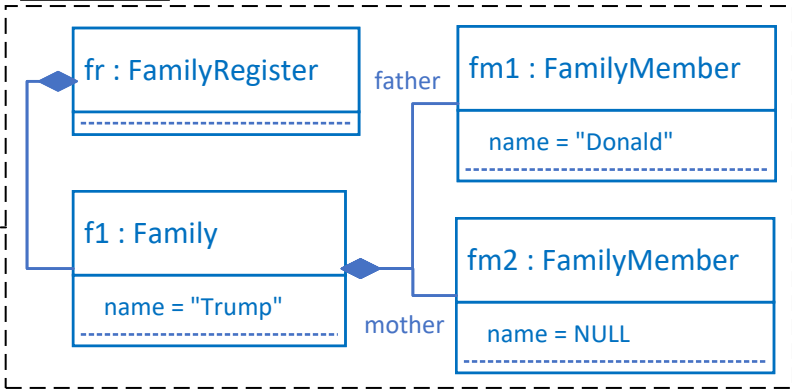 fr : FamilyRegister
father
fm1 : FamilyMember
name = "Donald"
f1 : Family
name = "Trump"
mother
fm2 : FamilyMember
name = NULL